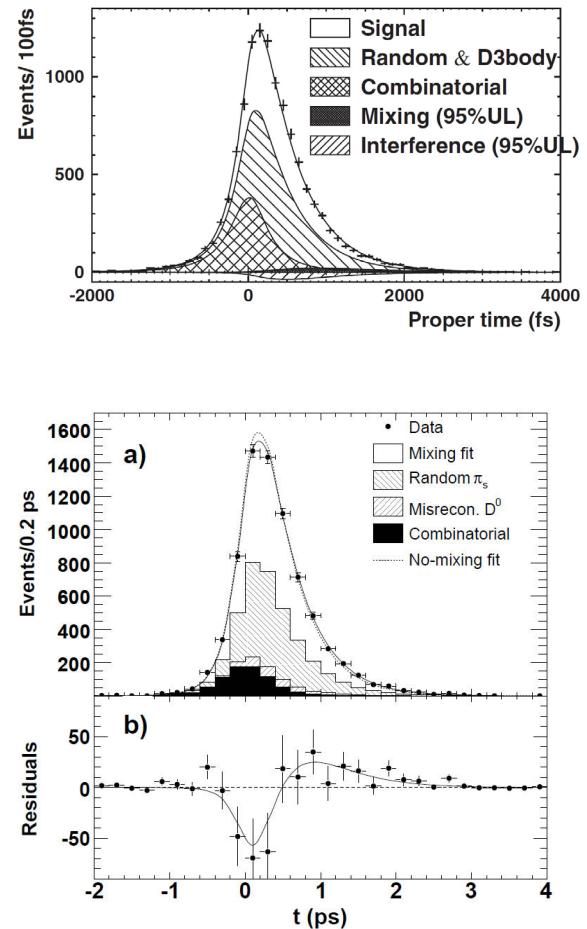 Events/ 100fs
1000
500
0
Signal
Random & D3body
Combinatorial
Mixing (95%UL)
Interference (95%UL)
-2000 0 2000 4000
Proper time (fs)
a)
Events/0.2 ps
1600
1400
1200
1000
800
600
400
200
Data
Mixing fit
Random πs
Misrecon. D⁰
Combinatorial
No-mixing fit
b)
Residuals
50
0
-50
-2 -1 0 1 2 3 4
t (ps)